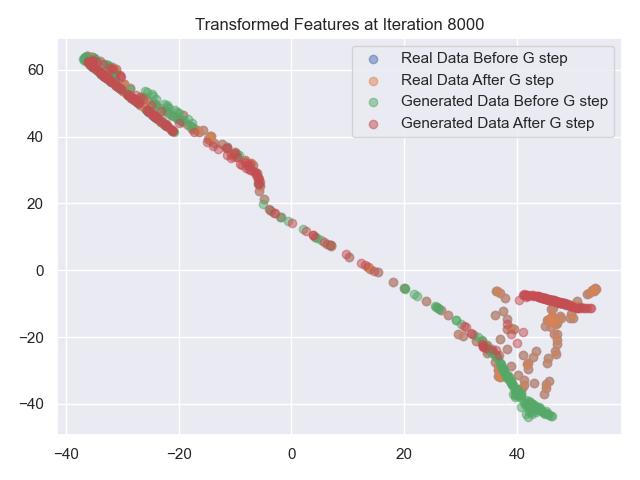 Transformed Features at Iteration 8000
Real Data Before G step
Real Data After G step
Generated Data Before G step
Generated Data After G step
60
40
20
0
−20
−40
−40
−20
0
20
40